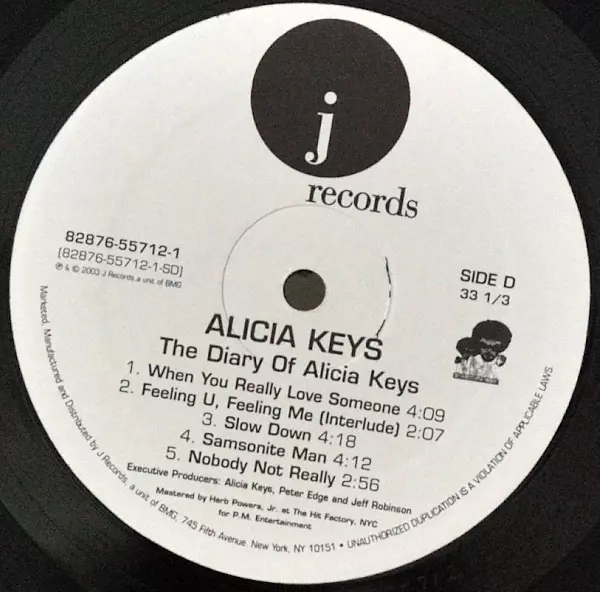 j
records
82876-55712-1
(82876-55712-1-SD)
℗ & © 2003 J Records, a unit of BMG
SIDE D
33 1/3
ALICIA KEYS
The Diary Of Alicia Keys
1. When You Really Love Someone 4:09
2. Feeling U, Feeling Me (Interlude) 2:07
3. Slow Down 4:18
4. Samsonite Man 4:12
5. Nobody Not Really 2:56
Executive Producers: Alicia Keys, Peter Edge and Jeff Robinson
Mastered by Herb Powers, Jr. at The Hit Factory, NYC
for P.M. Entertainment
Marketed, Manufactured and Distributed by J Records, a unit of BMG, 745 Fifth Avenue, New York, NY 10151 • UNAUTHORIZED DUPLICATION IS A VIOLATION OF APPLICABLE LAWS.